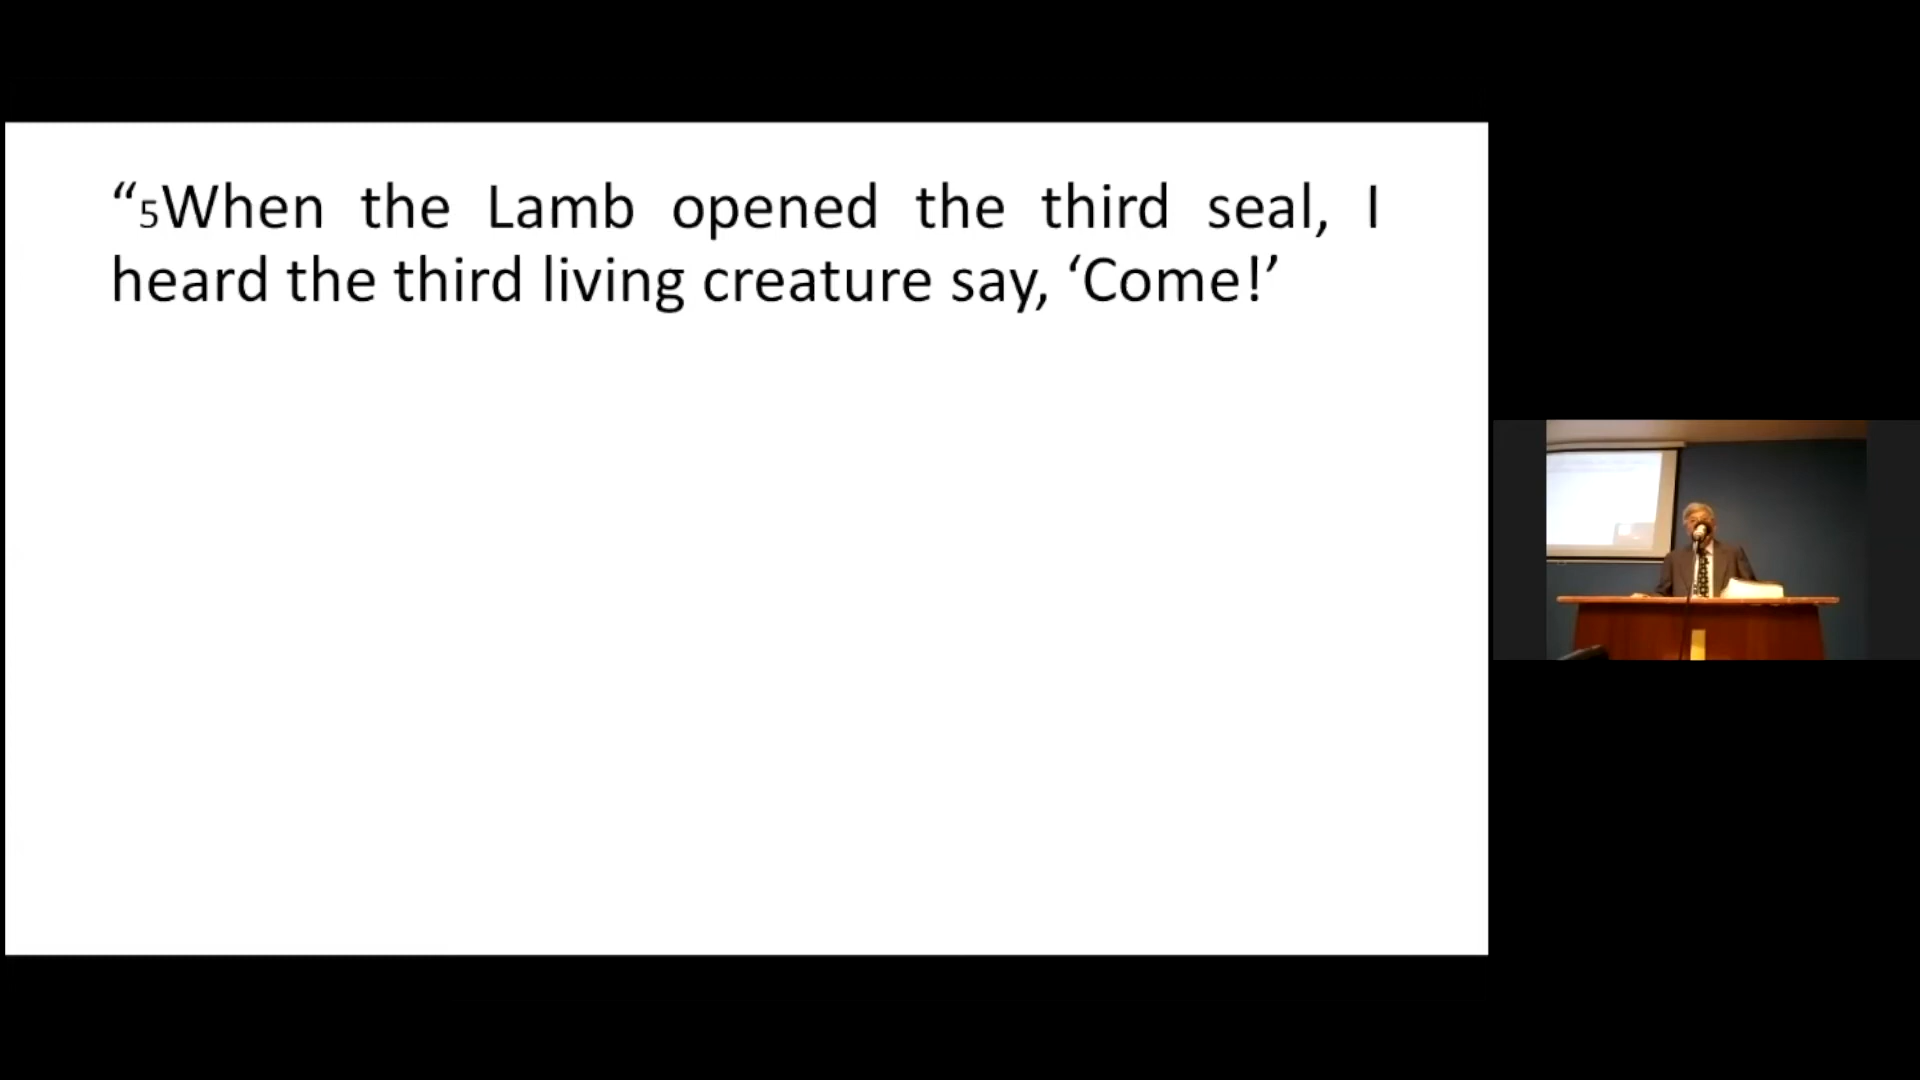 “5When the Lamb opened the third seal, I
heard the third living creature say, ‘Come!’